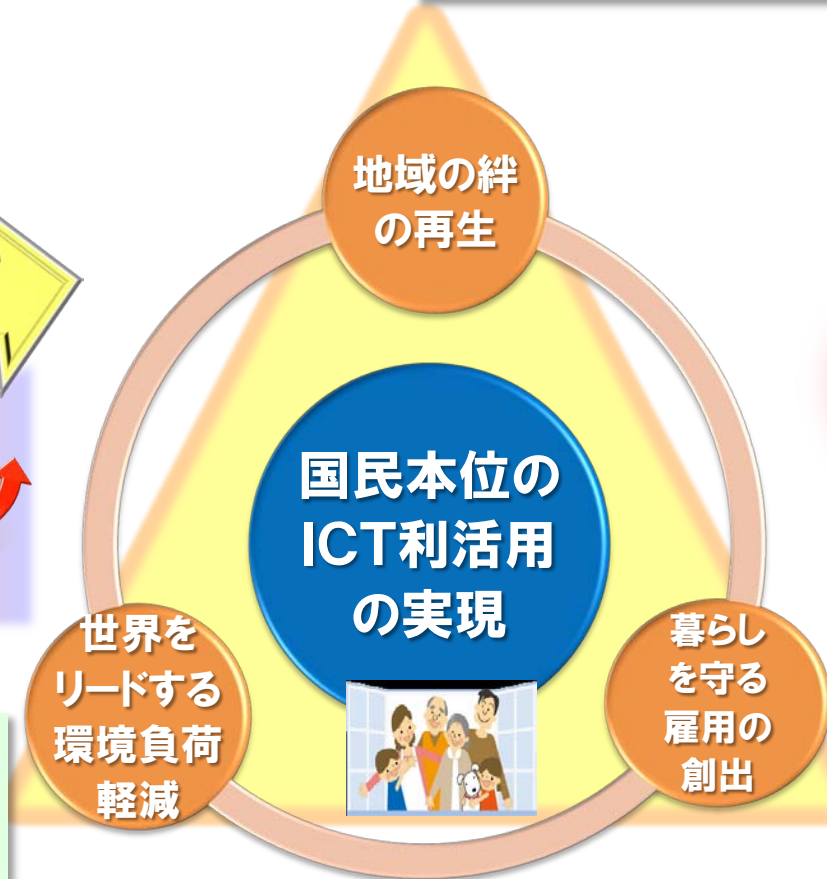 地域の絆
の再生
国民本位の
ICT利活用
の実現
世界を
リードする
環境負荷
軽減
暮らし
を守る
雇用の
創出